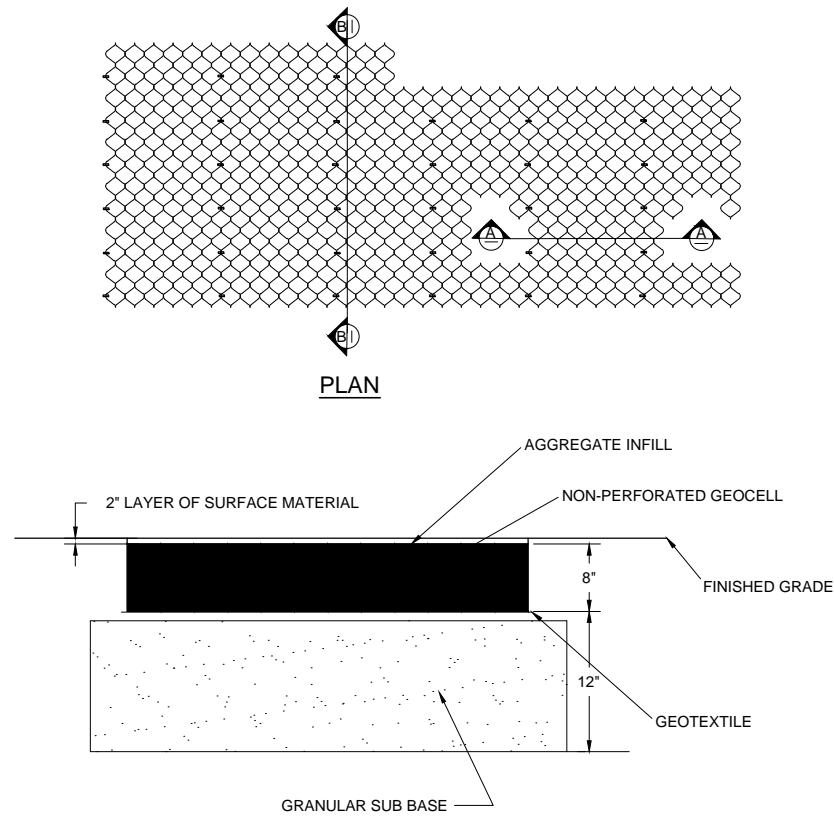 B
A
A
B
PLAN
AGGREGATE INFILL
2" LAYER OF SURFACE MATERIAL
NON-PERFORATED GEOCELL
8"
FINISHED GRADE
12"
GEOTEXTILE
GRANULAR SUB BASE